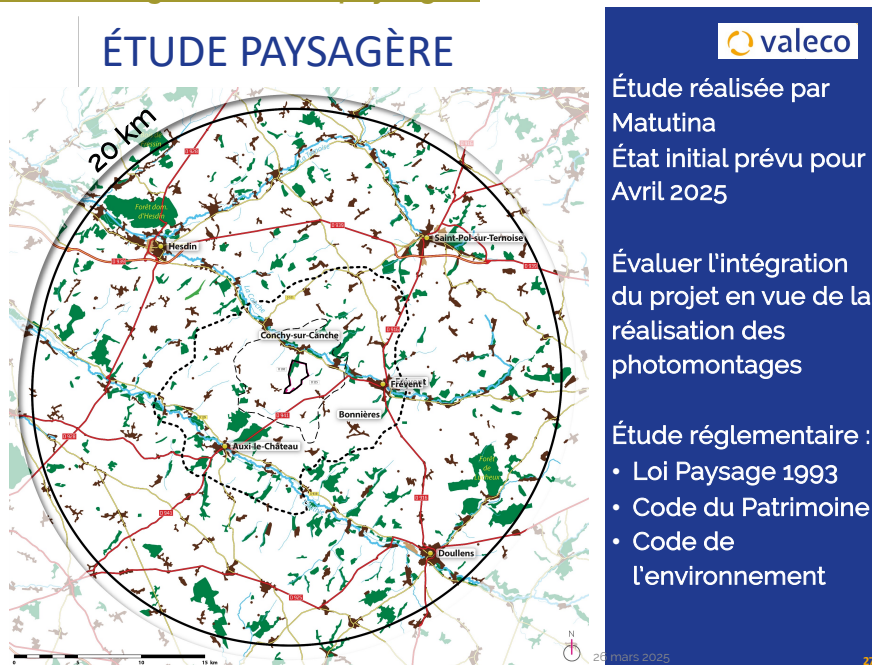 ÉTUDE PAYSAGÈRE
valeco
20 km
Forêt dom.
d'Hesdin
Hesdin
Saint-Pol-sur-Ternoise
Conchy-sur-Canche
Frévent
Bonnières
Auxi-le-Château
Forêt
de
Doullens
0
5
10
15 km
N
Étude réalisée par
Matutina
État initial prévu pour
Avril 2025
Évaluer l'intégration
du projet en vue de la
réalisation des
photomontages
Étude réglementaire :
• Loi Paysage 1993
• Code du Patrimoine
• Code de
l'environnement
26 mars 2025